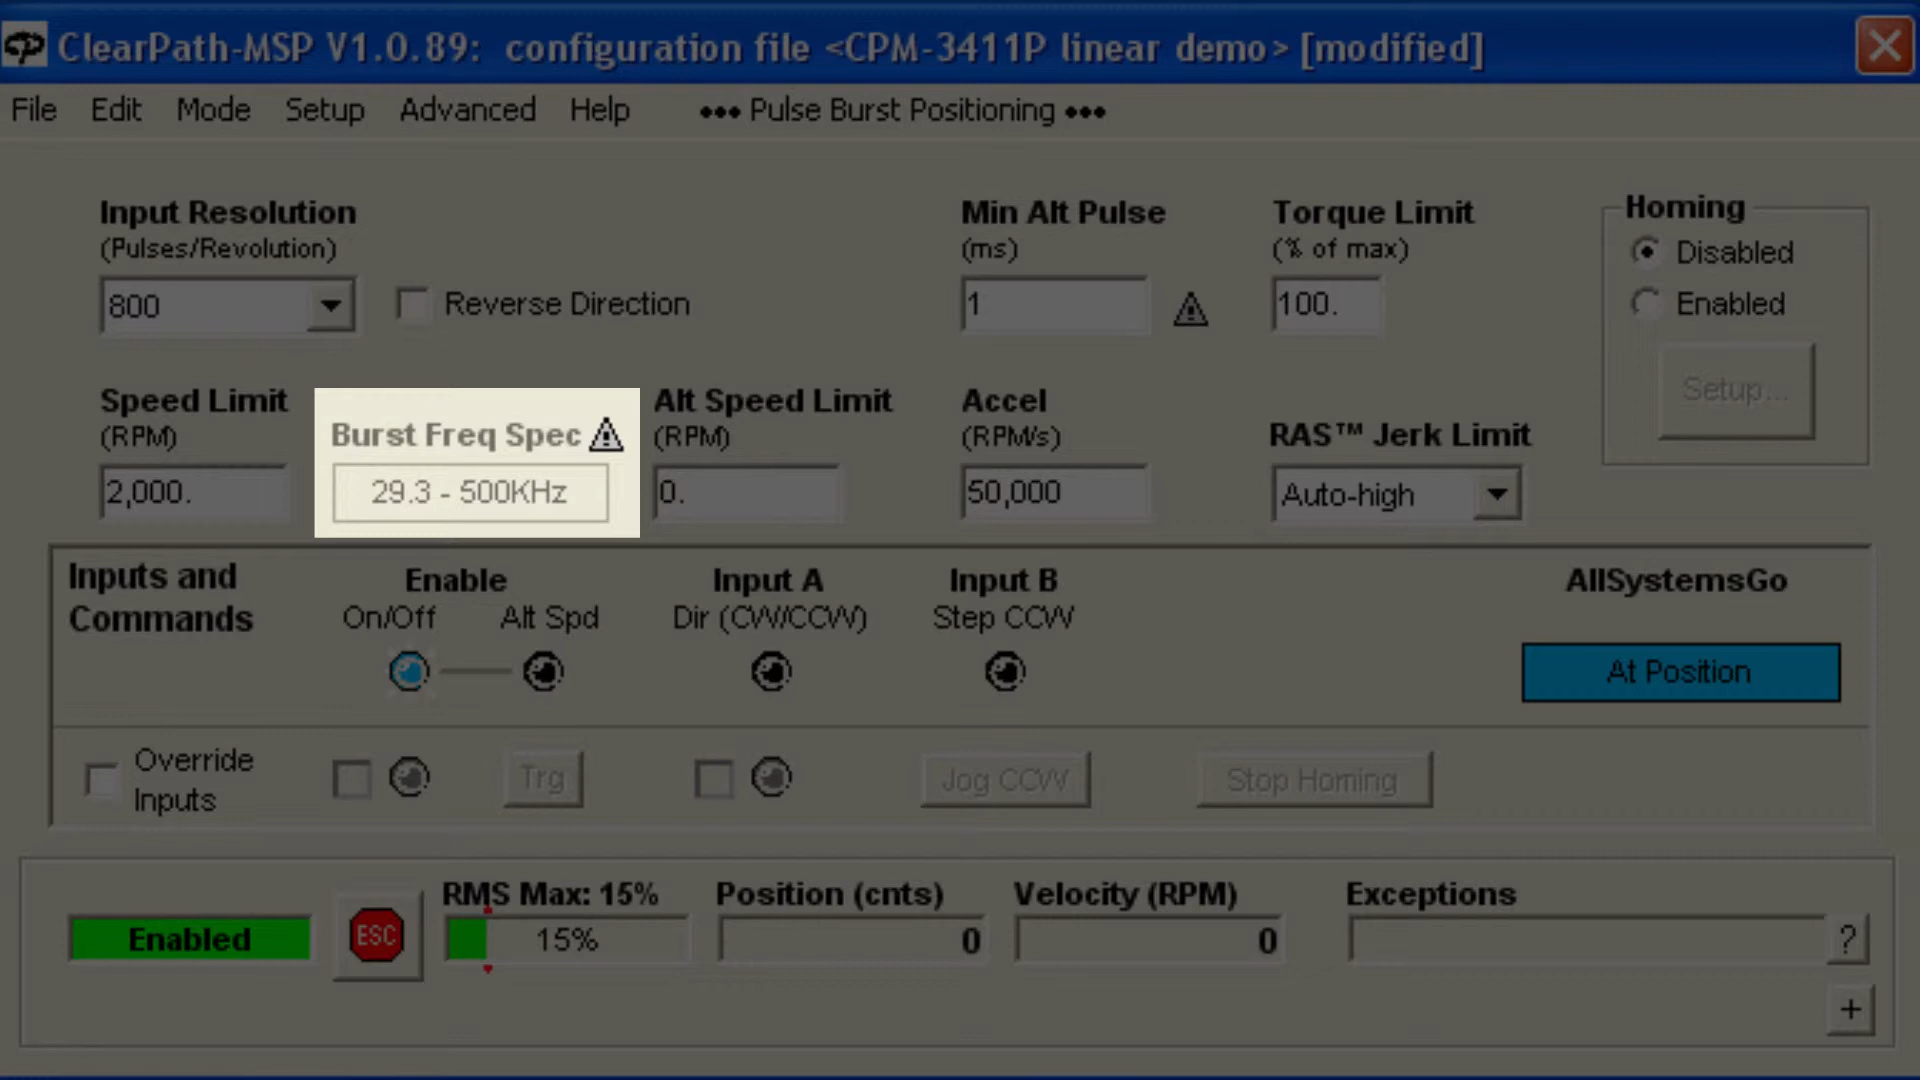 ClearPath-MSP V1.0.89: configuration file <CPM-3411P linear demo> [modified]
File Edit Mode Setup Advanced Help ••• Pulse Burst Positioning •••
Input Resolution
(Pulses/Revolution)
800
Reverse Direction
Min Alt Pulse
(ms)
1
Torque Limit
(% of max)
100.
Homing
Disabled
Enabled
Setup...
Speed Limit
(RPM)
2,000.
Burst Freq Spec
29.3 - 500KHz
Alt Speed Limit
(RPM)
0.
Accel
(RPM/s)
50,000
RAS™ Jerk Limit
Auto-high
Inputs and
Commands
Enable
On/Off Alt Spd
Input A
Dir (CW/CCW)
Input B
Step CCW
AllSystemsGo
At Position
Override
Inputs
Trg
Jog CCW
Stop Homing
Enabled
ESC
RMS Max: 15%
15%
Position (cnts)
0
Velocity (RPM)
0
Exceptions
?
+